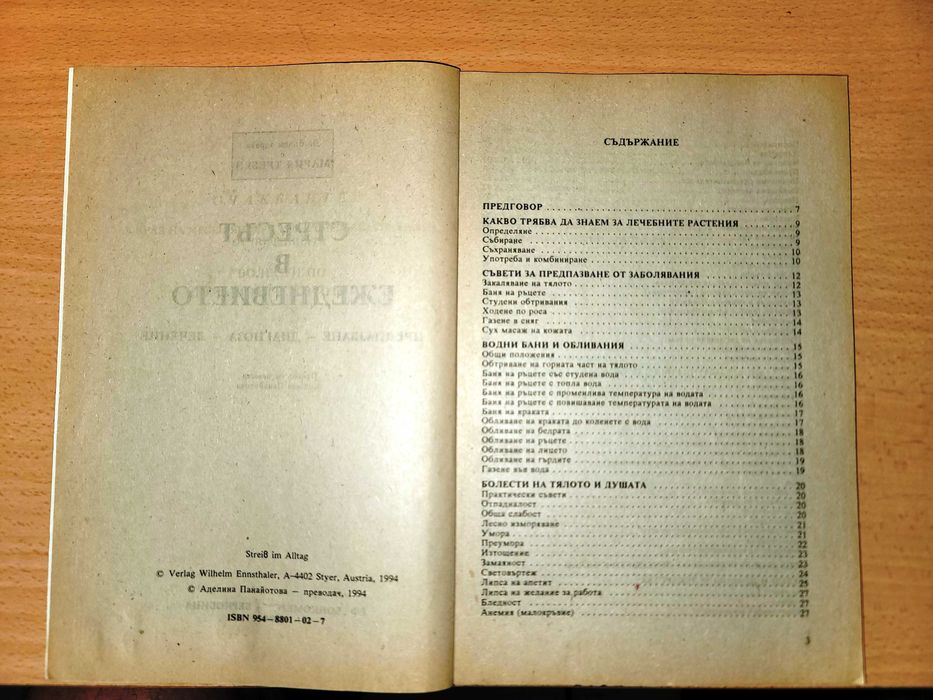 Streiß im Alltag
© Verlag Wilhelm Ennsthaler, A–4402 Styer, Austria, 1994
© Аделина Панайотова – преводач, 1994
ISBN 954–8801–02–7
СЪДЪРЖАНИЕ
ПРЕДГОВОР 7
КАКВО ТРЯБВА ДА ЗНАЕМ ЗА ЛЕЧЕБНИТЕ РАСТЕНИЯ 9
Определяне 9
Събиране 9
Съхраняване 10
Употреба и комбиниране 10
СЪВЕТИ ЗА ПРЕДПАЗВАНЕ ОТ ЗАБОЛЯВАНИЯ 12
Закаляване на тялото 12
Баня на ръцете 13
Студени обтривания 13
Ходене по роса 13
Газене в сняг 14
Сух масаж на кожата 14
ВОДНИ БАНИ И ОБЛИВАНИЯ 15
Общи положения 15
Обтриване на горната част на тялото 15
Баня на ръцете със студена вода 16
Баня на ръцете с топла вода 16
Баня на ръцете с променлива температура на водата 16
Баня на ръцете с повишаване температурата на водата 16
Баня на краката 17
Обливане на краката до коленете с вода 17
Обливане на бедрата 18
Обливане на ръцете 18
Обливане на лицето 18
Обливане на гърдите 19
Газене във вода 19
БОЛЕСТИ НА ТЯЛОТО И ДУШАТА 20
Практически съвети 20
Отпадналост 20
Обща слабост 20
Лесно изморяване 21
Умора 21
Преумора 22
Изтощение 23
Замаяност 23
Световъртеж 24
Липса на апетит 25
Липса на желание за работа 27
Бледност 27
Анемия (малокръвие) 27
3
СТРЕСЪТ
В
ЕЖЕДНЕВИЕТО
ПРЕДПАЗВАНЕ – ДИАГНОЗА – ЛЕЧЕНИЕ